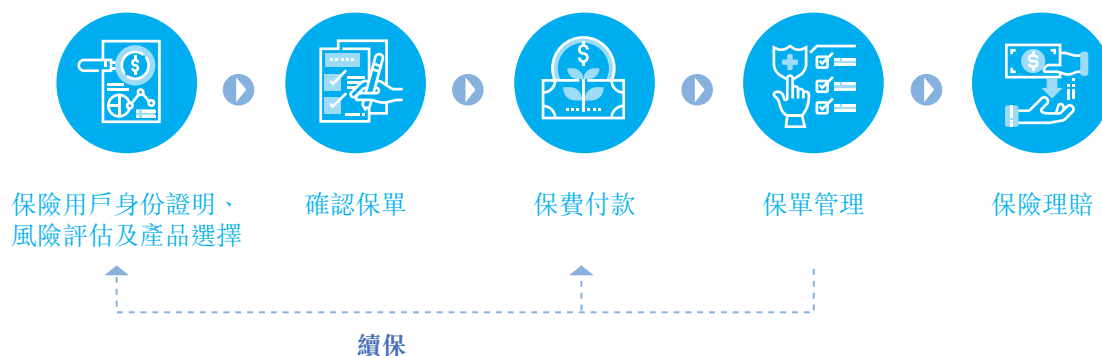 保險用戶身份證明、
風險評估及產品選擇
確認保單
保費付款
保單管理
保險理賠
續保